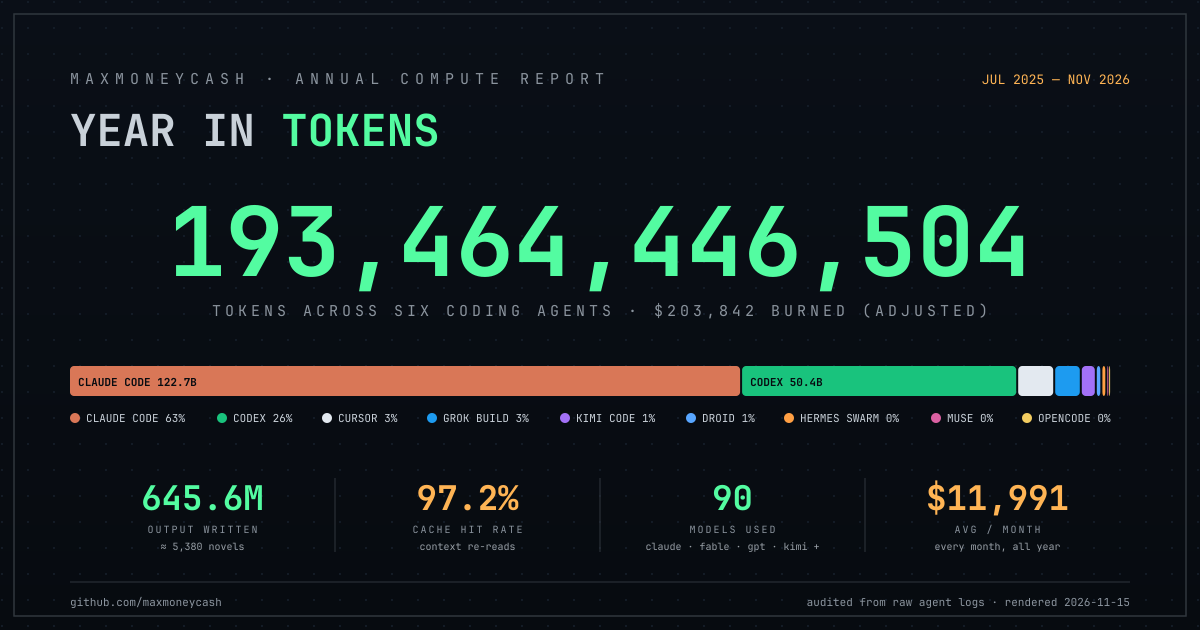 MAXMONEYCASH · ANNUAL COMPUTE REPORT
JUL 2025 — NOV 2026
YEAR IN TOKENS
193,464,446,504
TOKENS ACROSS SIX CODING AGENTS · $203,842 BURNED (ADJUSTED)
CLAUDE CODE 122.7B CODEX 50.4B
CLAUDE CODE 63% CODEX 26% CURSOR 3% GROK BUILD 3% KIMI CODE 1% DROID 1% HERMES SWARM 0% MUSE 0% OPENCODE 0%
645.6M 97.2% 90 $11,991
OUTPUT WRITTEN CACHE HIT RATE MODELS USED AVG / MONTH
≈ 5,380 novels context re-reads claude · fable · gpt · kimi + every month, all year
github.com/maxmoneycash audited from raw agent logs · rendered 2026-11-15